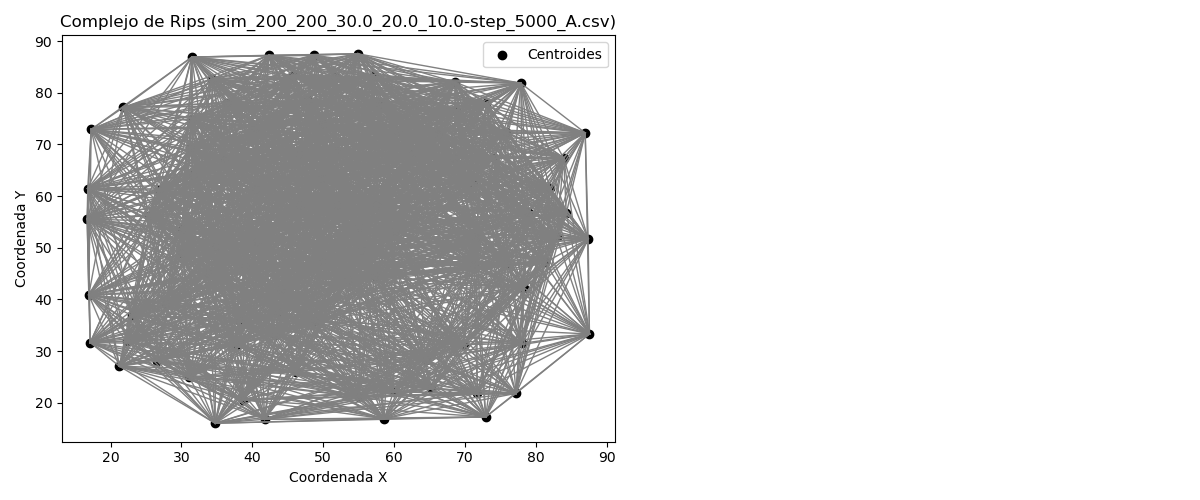 Complejo de Rips (sim_200_200_30.0_20.0_10.0-step_5000_A.csv)
Centroides
90
80
70
60
50
40
30
20
Coordenada Y
20 30 40 50 60 70 80 90
Coordenada X